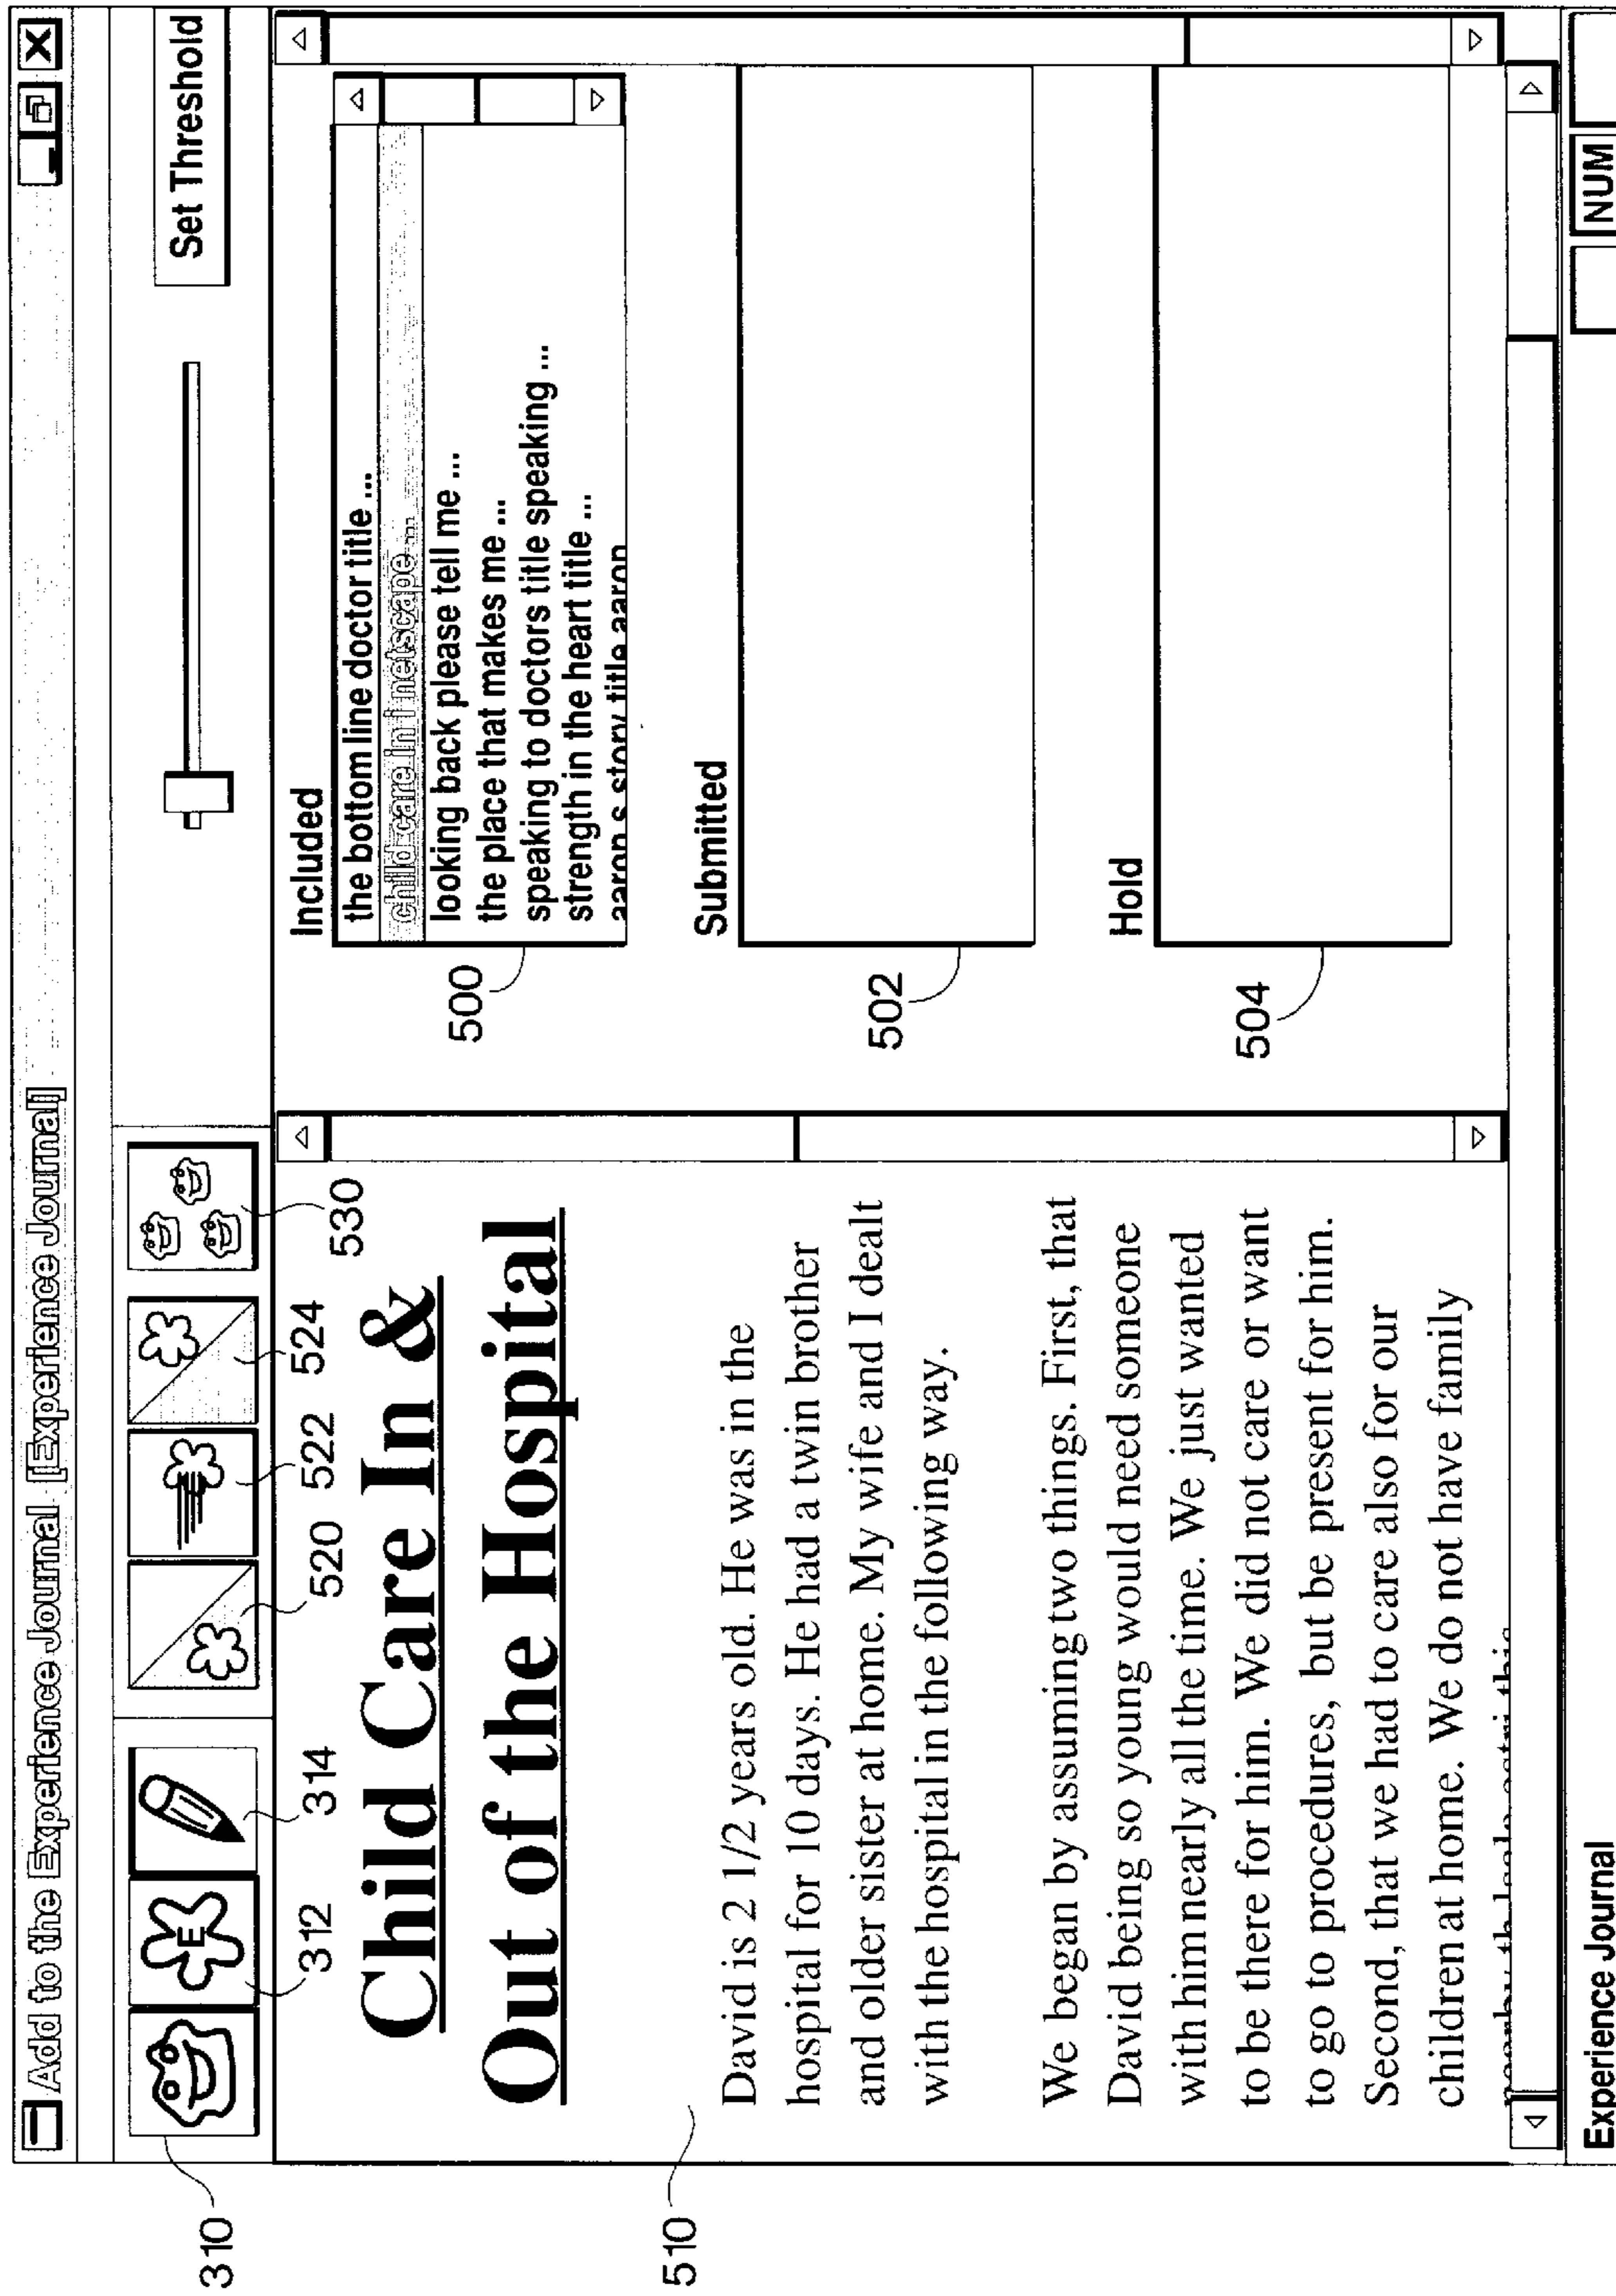 Add to the Experience Journal [Experience Journal]
Set Threshold
310
312
314
520
522
524
530
E
Child Care In &
Out of the Hospital
510
David is 2 1/2 years old. He was in the
hospital for 10 days. He had a twin brother
and older sister at home. My wife and I dealt
with the hospital in the following way.
We began by assuming two things. First, that
David being so young would need someone
with him nearly all the time. We just wanted
to be there for him. We did not care or want
to go to procedures, but be present for him.
Second, that we had to care also for our
children at home. We do not have family
Included
the bottom line doctor title ...
child care in i netscape ...
looking back please tell me ...
the place that makes me ...
speaking to doctors title speaking ...
strength in the heart title ...
aaron s story title aaron
500
Submitted
502
Hold
504
Experience Journal
NUM